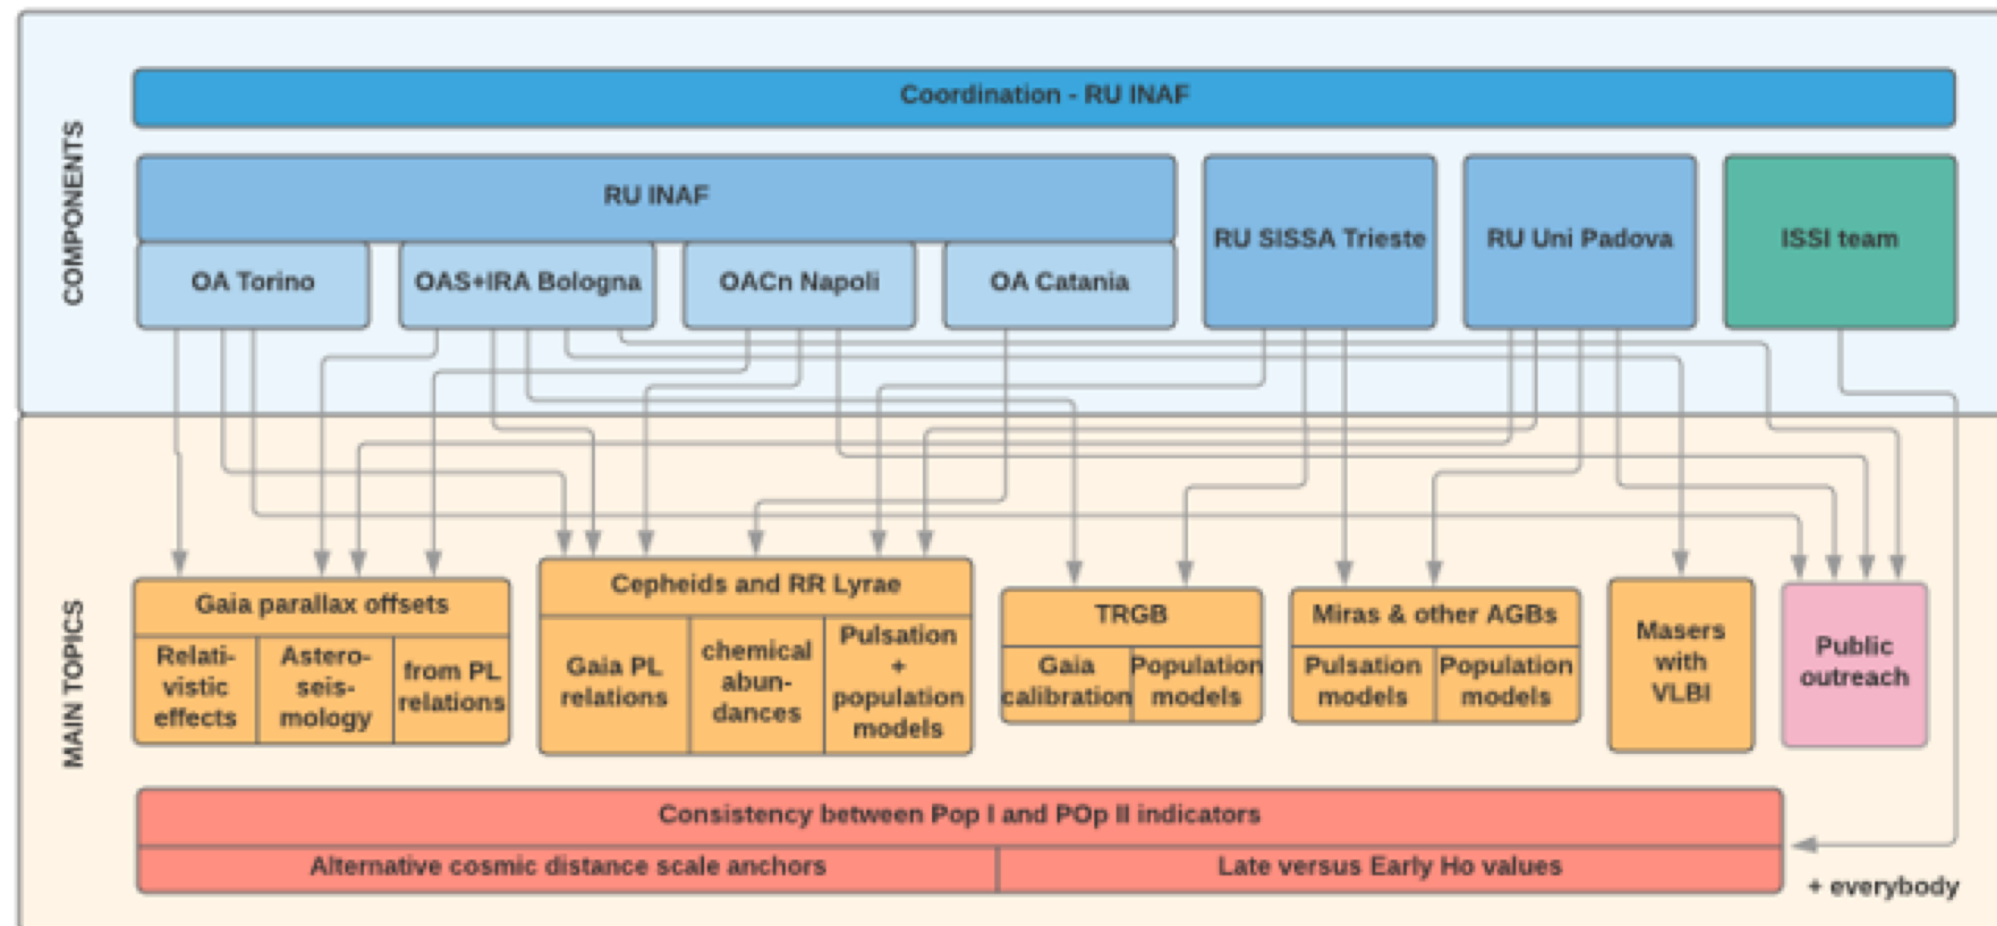 COMPONENTS
Coordination - RU INAF
RU INAF
OA Torino
OAS+IRA Bologna
OACn Napoli
OA Catania
RU SISSA Trieste
RU Uni Padova
ISSI team
MAIN TOPICS
Gaia parallax offsets
Relati-
vistic
effects
Astero-
seis-
mology
from PL
relations
Cepheids and RR Lyrae
Gaia PL
relations
chemical
abun-
dances
Pulsation
+
population
models
TRGB
Gaia
calibration
Population
models
Miras & other AGBs
Pulsation
models
Population
models
Masers
with
VLBI
Public
outreach
Consistency between Pop I and POp II indicators
Alternative cosmic distance scale anchors
Late versus Early Ho values
+ everybody